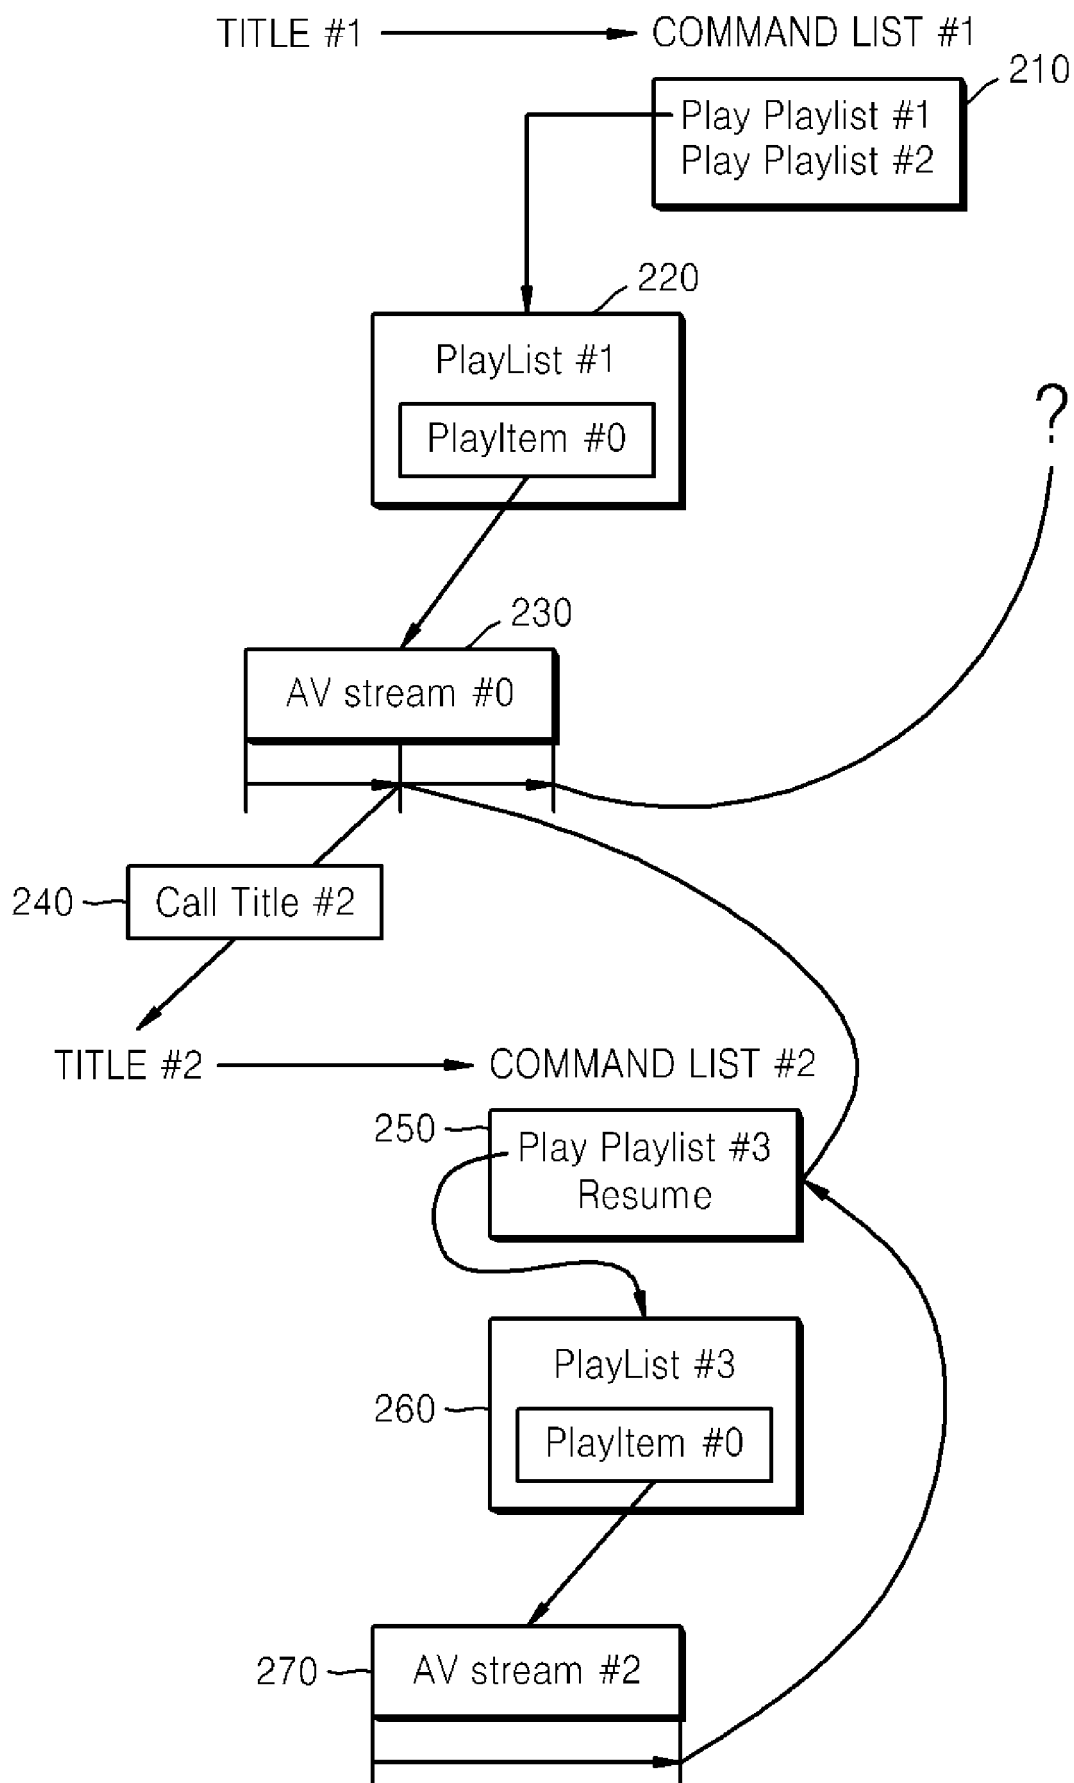 TITLE #1 COMMAND LIST #1
210
Play Playlist #1
Play Playlist #2
220
PlayList #1
PlayItem #0
?
230
AV stream #0
240 Call Title #2
TITLE #2 COMMAND LIST #2
250
Play Playlist #3
Resume
PlayList #3
260
PlayItem #0
270 AV stream #2